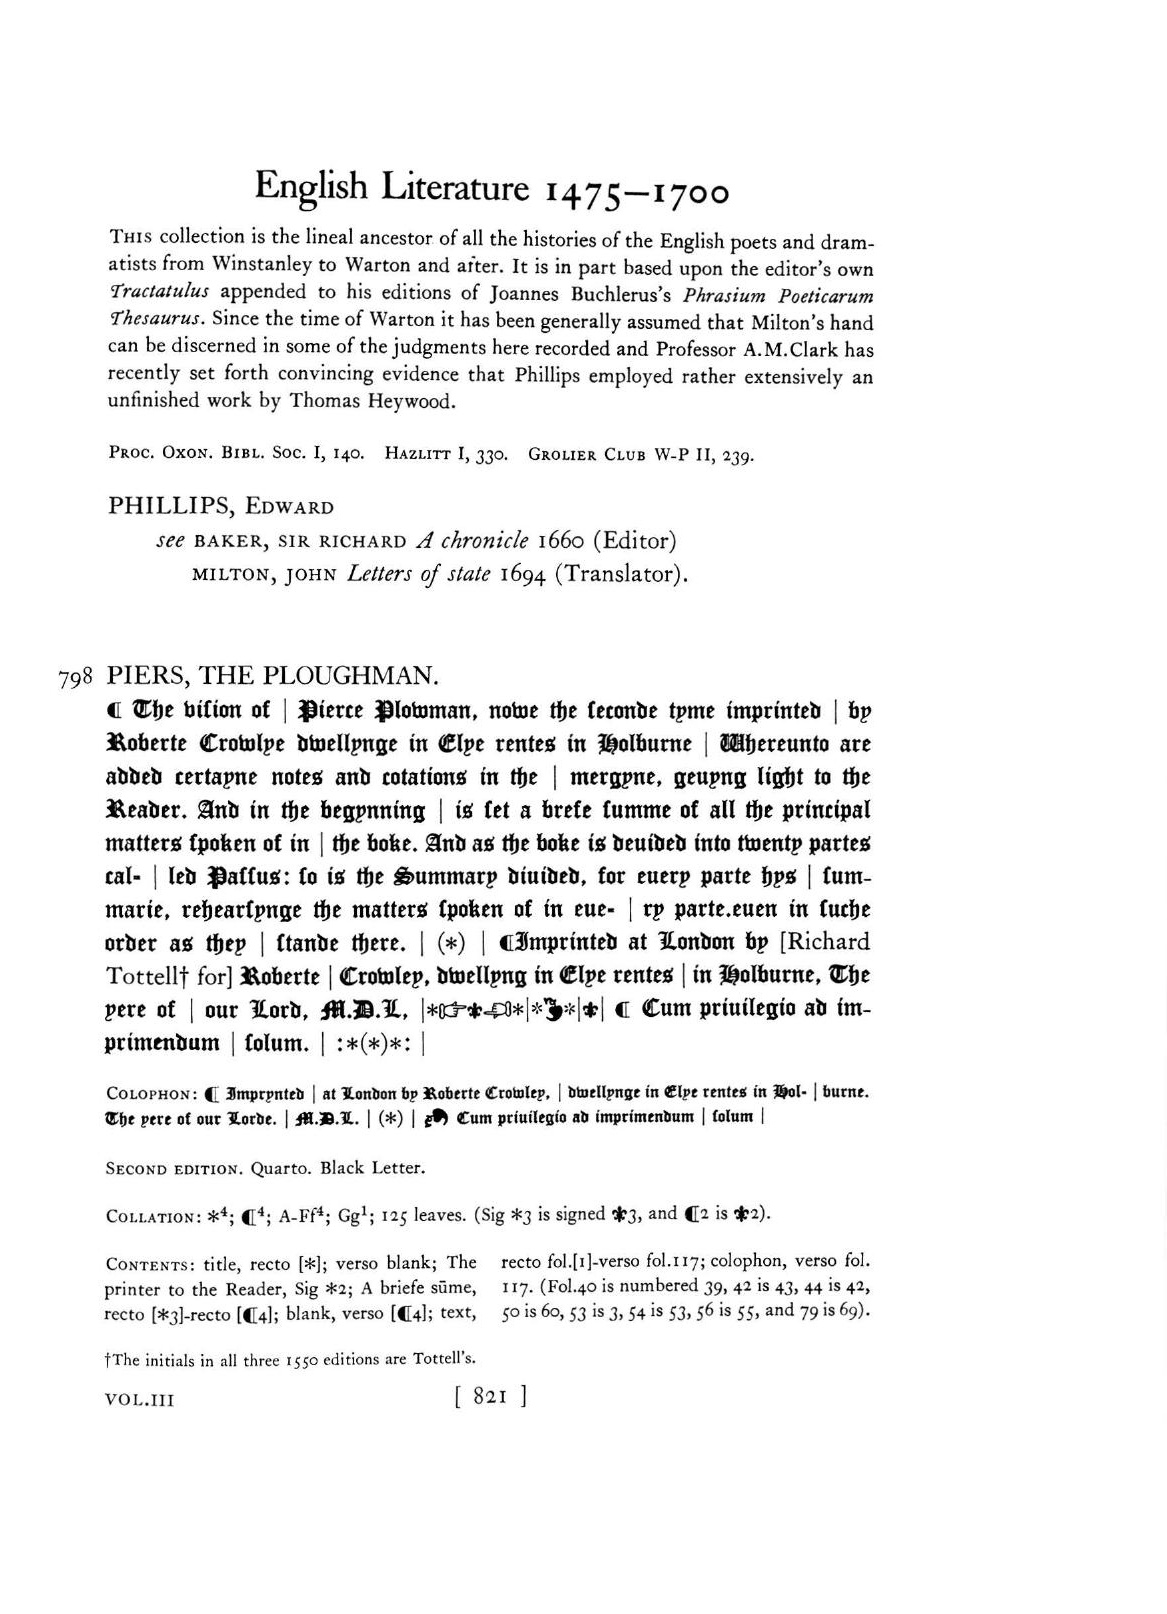 English Literature 1475—1700
THIS collection is the lineal ancestor of all the histories of the English poets and dram-
atists from Winstanley to Warton and after. It is in part based upon the editor's own
Tractatulus appended to his editions of Joannes Buchlerus's Phrasium Poeticarum
Thesaurus. Since the time of Warton it has been generally assumed that Milton's hand
can be discerned in some of the judgments here recorded and Professor A.M.Clark has
recently set forth convincing evidence that Phillips employed rather extensively an
unfinished work by Thomas Heywood.
PROC. OXON. BIBL. SOC. I, 140. HAZLITT I, 330. GROLIER CLUB W-P II, 239.
PHILLIPS, EDWARD
see BAKER, SIR RICHARD A chronicle 1660 (Editor)
MILTON, JOHN Letters of state 1694 (Translator).
798 PIERS, THE PLOUGHMAN.
¶ The viſion of | Pierce Plowman, nowe the ſeconde tyme imprinted | by
Roberte Crowlye dwellynge in Elye rentes in Holburne | Whereunto are
added certayne notes and cotations in the | mergyne, geuyng light to the
Reader. And in the begynning | is ſet a brefe ſumme of all the principal
matters ſpoken of in | the boke. And as the boke is deuided into twenty partes
cal- | led Paſſus: ſo is the Summary diuided, for euery parte hys | ſum-
marie, rehearſynge the matters ſpoken of in eue- | ry parte.euen in ſuche
order as they | ſtande there. | (*) | ¶Imprinted at London by [Richard
Tottell† for] Roberte | Crowley, dwellyng in Elye rentes | in Holburne, The
yere of | our Lord, M.D.L, |*☞⚜☜*|*❧*|⚜| ¶ Cum priuilegio ad im-
primendum | ſolum. | :*(*)*: |
COLOPHON: ¶ Imprynted | at London by Roberte Crowley, | dwellynge in Elye rentes in Hol- | burne.
The yere of our Lorde. | M.D.L. | (*) | ☙ Cum priuilegio ad imprimendum | ſolum |
SECOND EDITION. Quarto. Black Letter.
COLLATION: *⁴; ¶⁴; A-Ff⁴; Gg¹; 125 leaves. (Sig *3 is signed ⚜3, and ¶2 is ⚜2).
CONTENTS: title, recto [*]; verso blank; The
printer to the Reader, Sig *2; A briefe sūme,
recto [*3]-recto [¶4]; blank, verso [¶4]; text,
recto fol.[1]-verso fol.117; colophon, verso fol.
117. (Fol.40 is numbered 39, 42 is 43, 44 is 42,
50 is 60, 53 is 3, 54 is 53, 56 is 55, and 79 is 69).
†The initials in all three 1550 editions are Tottell's.
VOL.III [ 821 ]